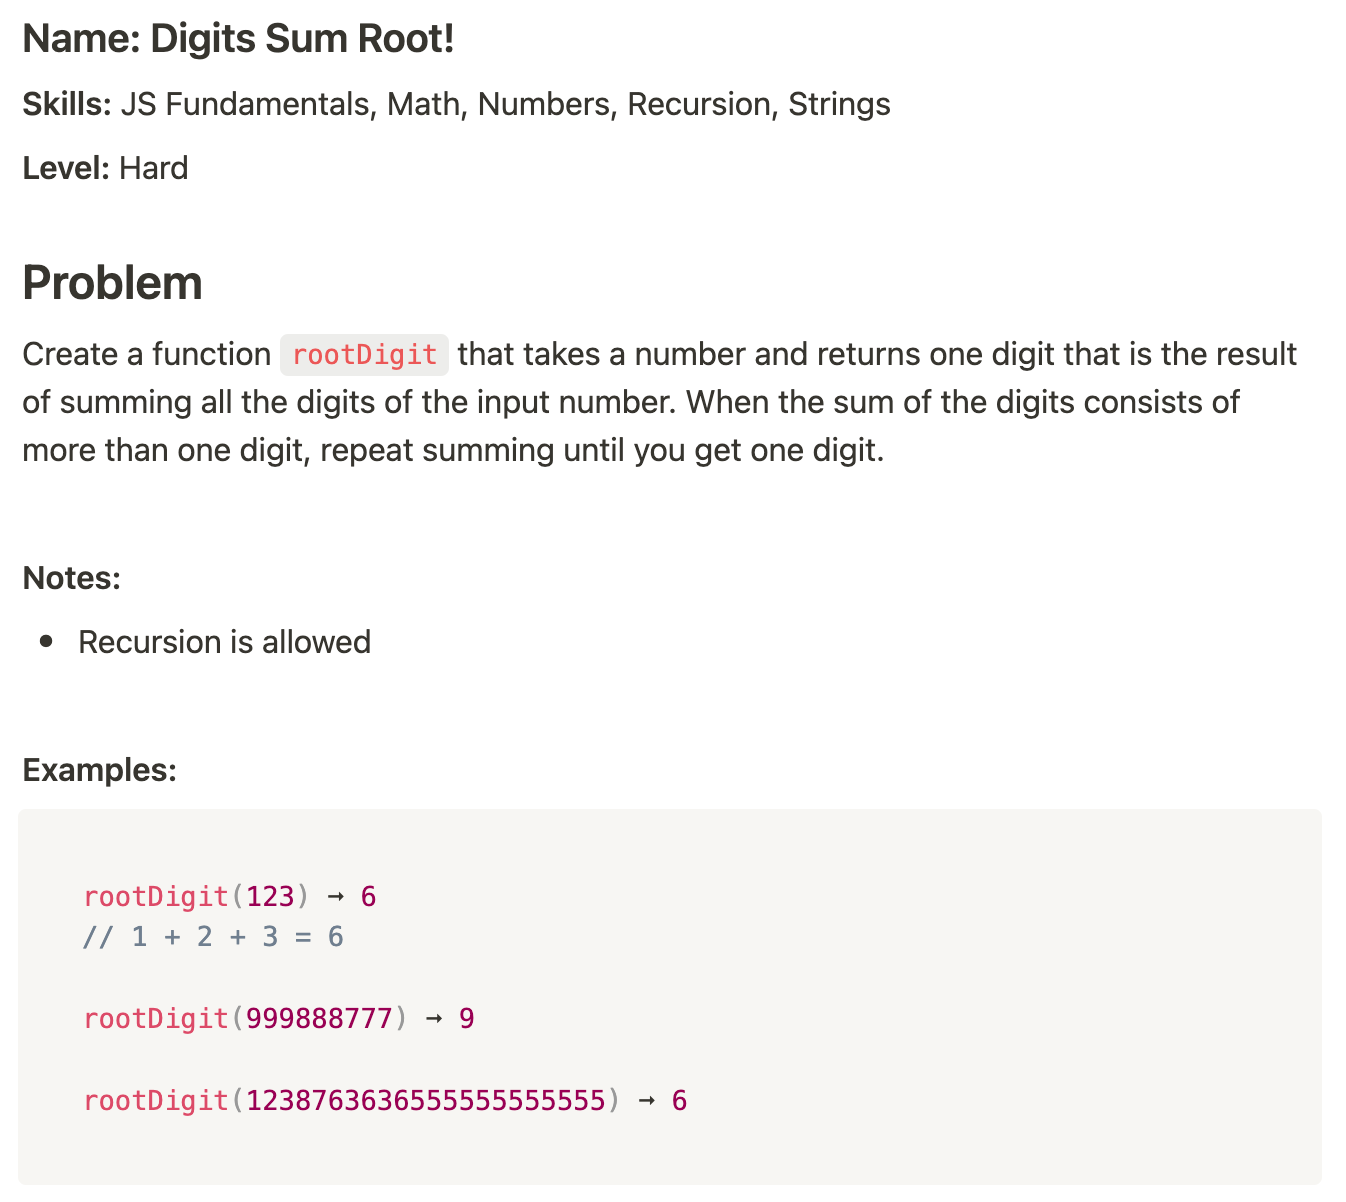 Name: Digits Sum Root!
Skills: JS Fundamentals, Math, Numbers, Recursion, Strings
Level: Hard
Problem
Create a function rootDigit that takes a number and returns one digit that is the result
of summing all the digits of the input number. When the sum of the digits consists of
more than one digit, repeat summing until you get one digit.
Notes:
• Recursion is allowed
Examples:
rootDigit(123) → 6
// 1 + 2 + 3 = 6
rootDigit(999888777) → 9
rootDigit(1238763636555555555555) → 6